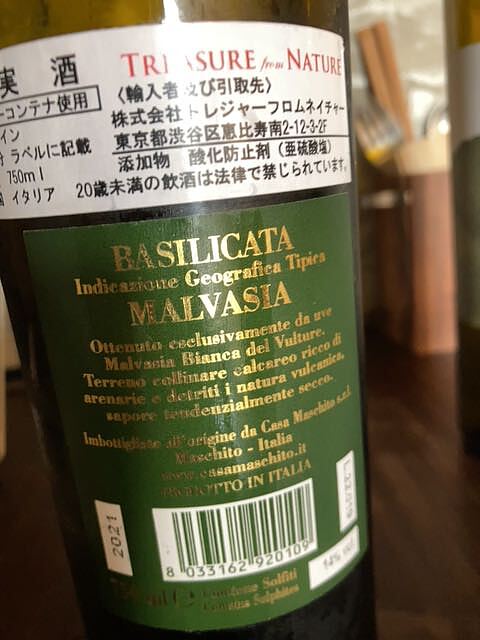 実 酒
TREASURE from NATURE
ーコンテナ使用
〈輸入者及び引取先〉
株式会社トレジャーフロムネイチャー
イン
東京都渋谷区恵比寿南2-12-3-2F
ラベルに記載
添加物 酸化防止剤（亜硫酸塩）
750ml
イタリア
20歳未満の飲酒は法律で禁じられています。
BASILICATA
Indicazione Geografica Tipica
MALVASIA
Ottenuto esclusivamente da uve
Malvasia Bianca del Vulture.
Terreno collinare calcareo ricco di
arenarie e detriti i natura vulcanica,
sapore tendenzialmente secco.
Imbottigliato all'origine da Casa Maschito s.r.l.
Maschito - Italia
www.casamaschito.it
PRODOTTO IN ITALIA
2021
8 033162 920109
14% vol
750 ml e
Contiene Solfiti
Contains Sulphites